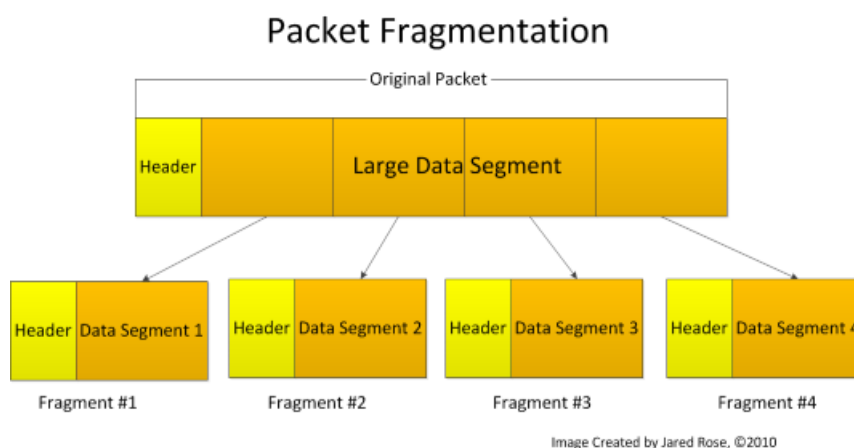 Packet Fragmentation
Original Packet
Header
Large Data Segment
Header
Data Segment 1
Header
Data Segment 2
Header
Data Segment 3
Header
Data Segment 4
Fragment #1
Fragment #2
Fragment #3
Fragment #4
Image Created by Jared Rose, ©2010